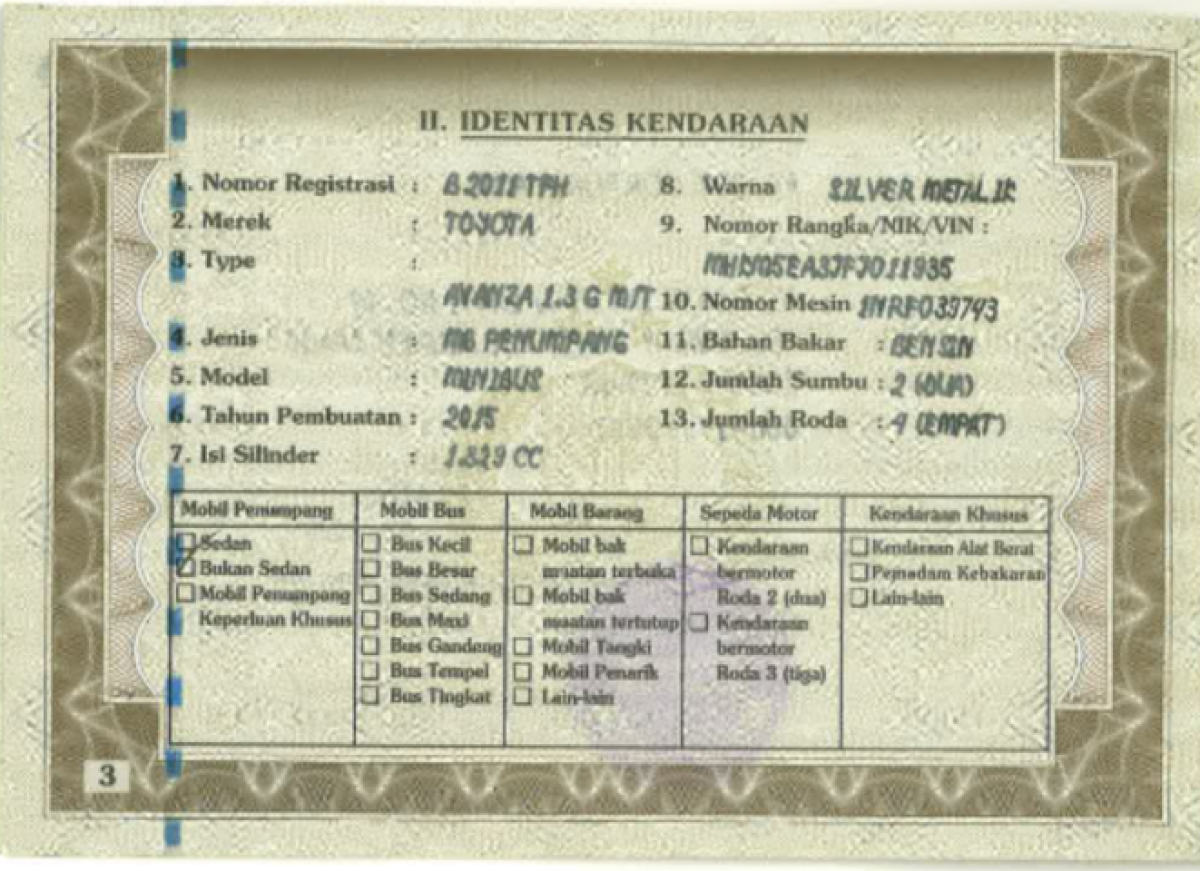 II. IDENTITAS KENDARAAN
1. Nomor Registrasi :
2. Merek : TOYOTA
3. Type :
AVANZA 1.3 G M/T
4. Jenis : MB PENUMPANG
5. Model : MINIBUS
6. Tahun Pembuatan : 2015
7. Isi Silinder : 1.329 CC
8. Warna SILVER METALIK
9. Nomor Rangka/NIK/VIN :
10. Nomor Mesin
11. Bahan Bakar : BENSIN
12. Jumlah Sumbu : 2 (DUA)
13. Jumlah Roda : 4 (EMPAT)
Mobil Penumpang
Sedan
Bukan Sedan
Mobil Penumpang
Keperluan Khusus
Mobil Bus
Bus Kecil
Bus Besar
Bus Sedang
Bus Maxi
Bus Gandeng
Bus Tempel
Bus Tingkat
Mobil Barang
Mobil bak
muatan terbuka
Mobil bak
muatan tertutup
Mobil Tangki
Mobil Penarik
Lain-lain
Sepeda Motor
Kendaraan
bermotor
Roda 2 (dua)
Kendaraan
bermotor
Roda 3 (tiga)
Kendaraan Khusus
Kendaraan Alat Berat
Pemadam Kebakaran
Lain-lain
3